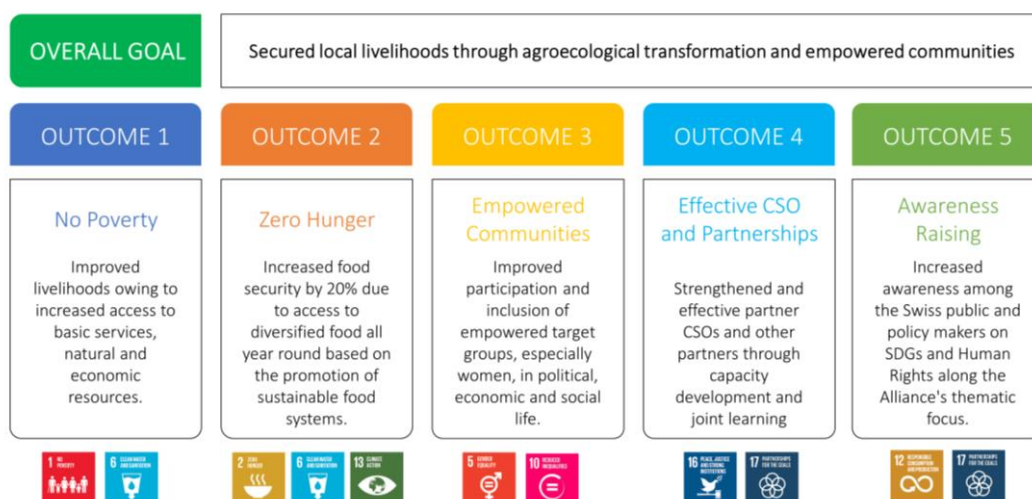 OVERALL GOAL
Secured local livelihoods through agroecological transformation and empowered communities
OUTCOME 1
No Poverty
Improved
livelihoods owing to
increased access to
basic services,
natural and
economic
resources.
1 NO
POVERTY
6 CLEAN WATER
AND SANITATION
OUTCOME 2
Zero Hunger
Increased food
security by 20% due
to access to
diversified food all
year round based on
the promotion of
sustainable food
systems.
2 ZERO
HUNGER
6 CLEAN WATER
AND SANITATION
13 CLIMATE
ACTION
OUTCOME 3
Empowered
Communities
Improved
participation and
inclusion of
empowered target
groups, especially
women, in political,
economic and social
life.
5 GENDER
EQUALITY
10 REDUCED
INEQUALITIES
OUTCOME 4
Effective CSO
and Partnerships
Strengthened and
effective partner
CSOs and other
partners through
capacity
development and
joint learning
16 PEACE, JUSTICE
AND STRONG
INSTITUTIONS
17 PARTNERSHIPS
FOR THE GOALS
OUTCOME 5
Awareness
Raising
Increased
awareness among
the Swiss public and
policy makers on
SDGs and Human
Rights along the
Alliance's thematic
focus.
12 RESPONSIBLE
CONSUMPTION
AND PRODUCTION
17 PARTNERSHIPS
FOR THE GOALS